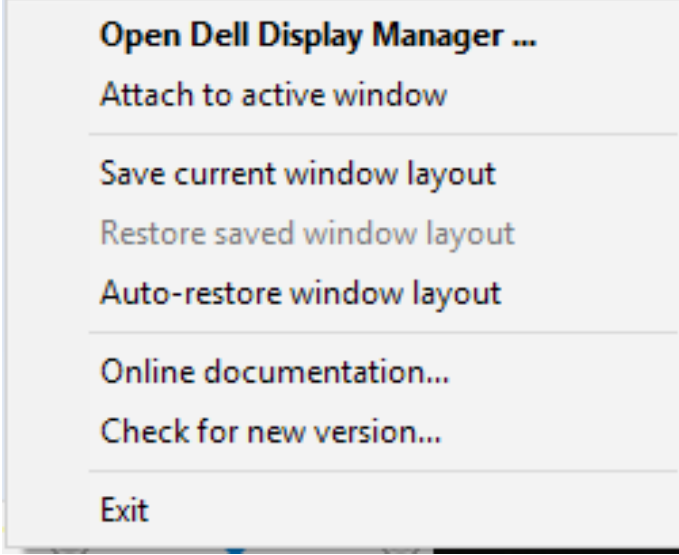 Open Dell Display Manager ...
Attach to active window
Save current window layout
Restore saved window layout
Auto-restore window layout
Online documentation...
Check for new version...
Exit